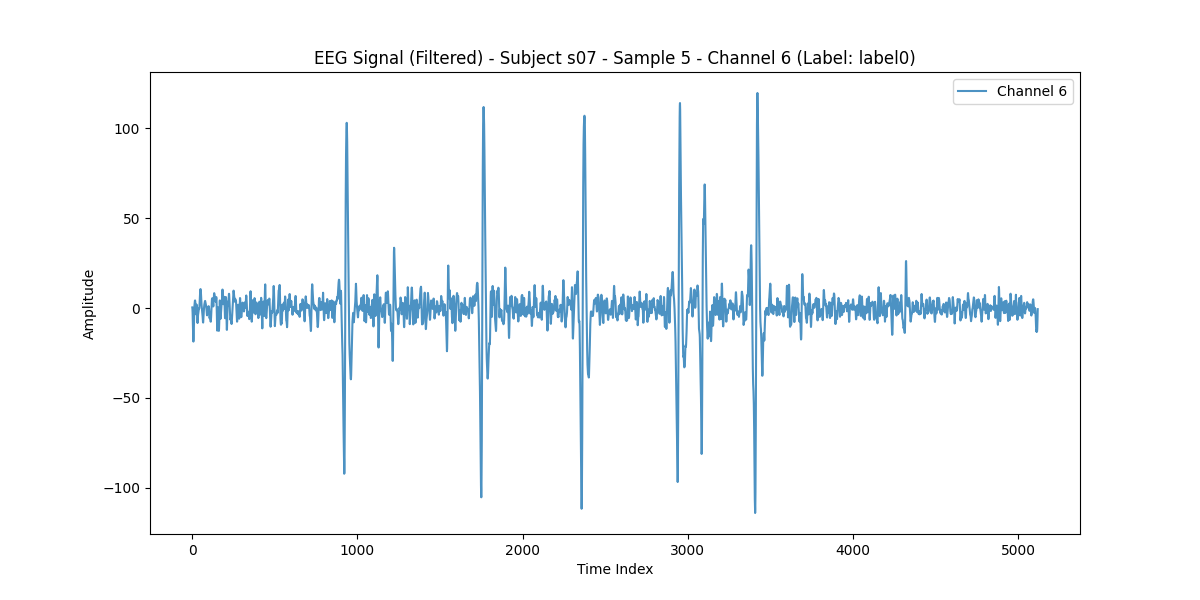 EEG Signal (Filtered) - Subject s07 - Sample 5 - Channel 6 (Label: label0)
Channel 6
100
50
0
−50
−100
Amplitude
0 1000 2000 3000 4000 5000
Time Index